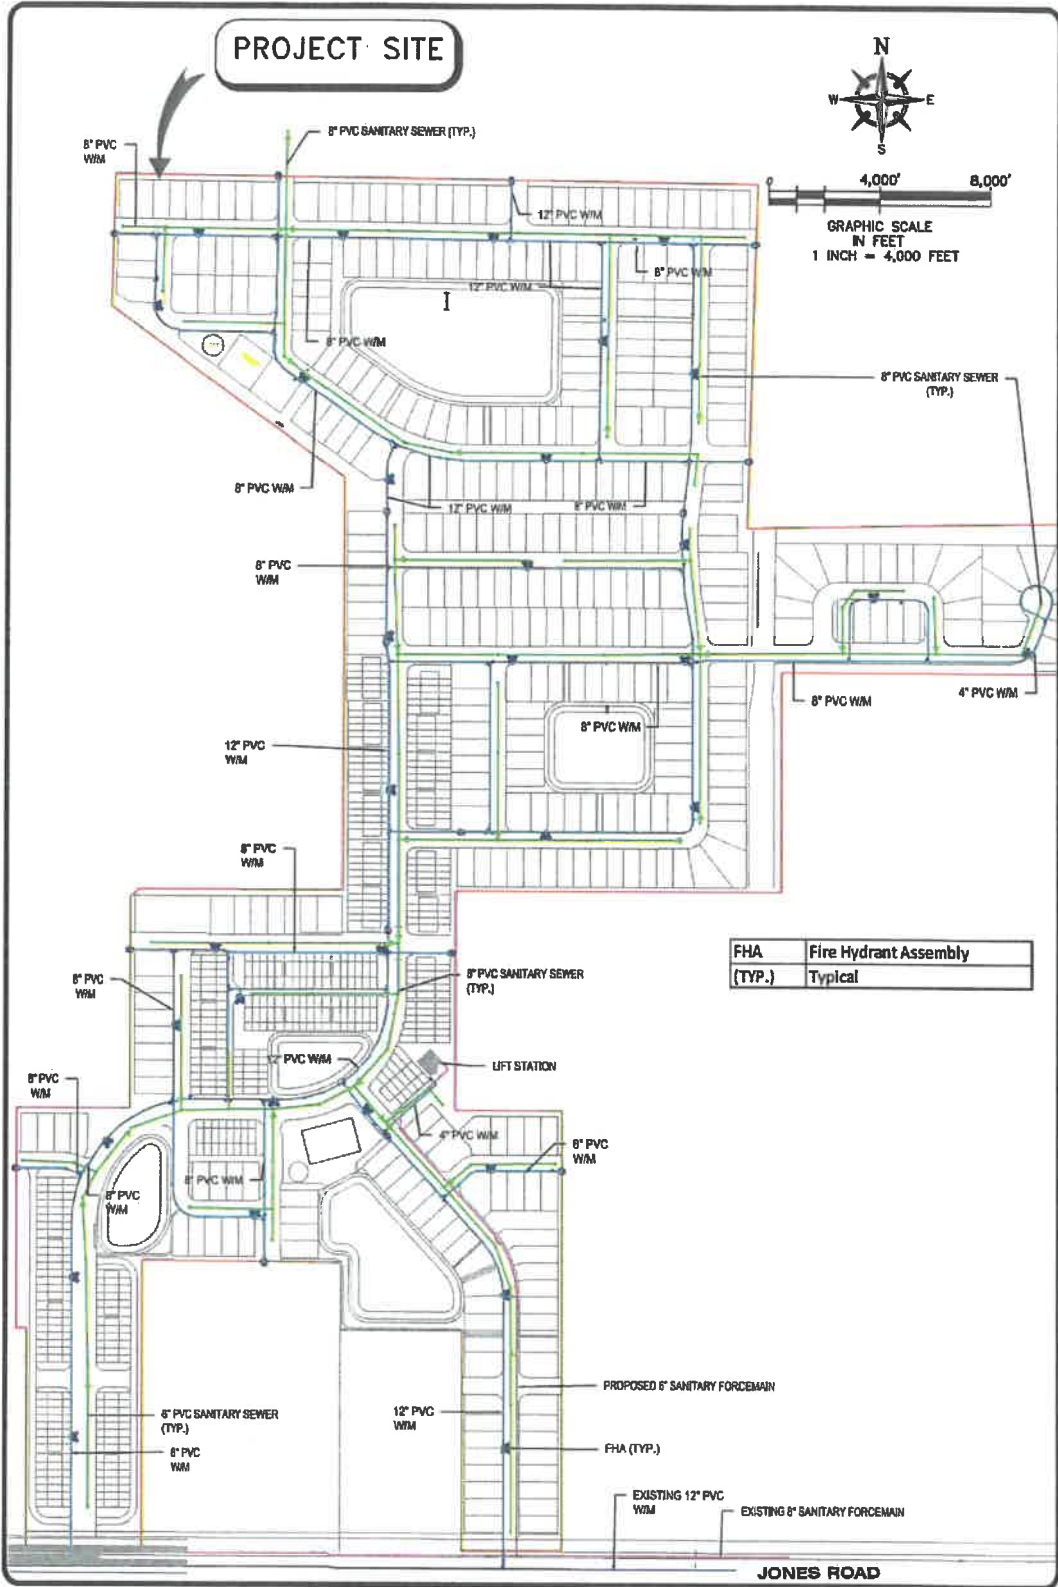 PROJECT SITE
N
W
E
S
8" PVC SANITARY SEWER (TYP.)
8" PVC
W/M
0
4,000'
8,000'
GRAPHIC SCALE
IN FEET
1 INCH = 4,000 FEET
12" PVC W/M
8" PVC W/M
12" PVC W/M
8" PVC W/M
8" PVC SANITARY SEWER
(TYP.)
8" PVC W/M
12" PVC W/M
8" PVC W/M
8" PVC
W/M
8" PVC W/M
4" PVC W/M
8" PVC W/M
12" PVC
W/M
8" PVC
W/M
FHA Fire Hydrant Assembly
(TYP.) Typical
8" PVC
W/M
8" PVC SANITARY SEWER
(TYP.)
12" PVC W/M
LIFT STATION
8" PVC
W/M
4" PVC W/M
8" PVC
W/M
8" PVC W/M
8" PVC
W/M
PROPOSED 6" SANITARY FORCEMAIN
12" PVC
W/M
8" PVC SANITARY SEWER
(TYP.)
FHA (TYP.)
8" PVC
W/M
EXISTING 12" PVC
W/M
EXISTING 8" SANITARY FORCEMAIN
JONES ROAD